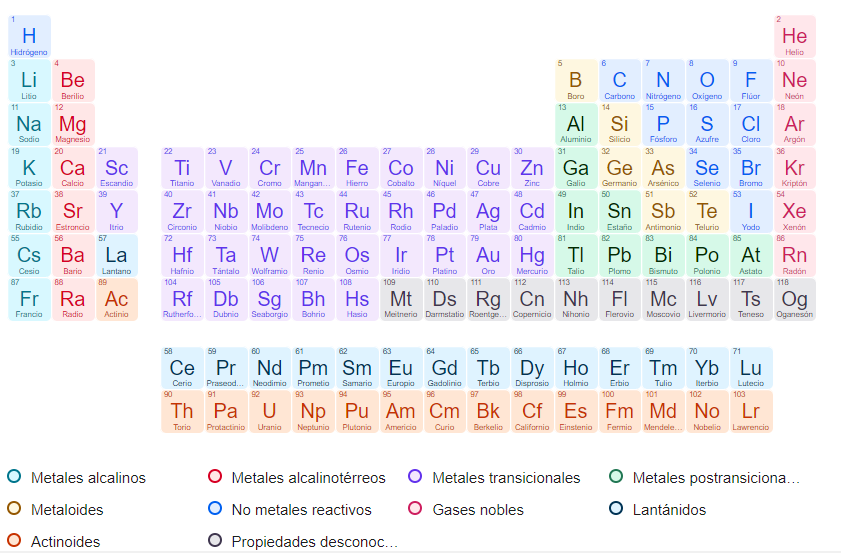 1 2
H He
Hidrógeno Helio
3 4 5 6 7 8 9 10
Li Be B C N O F Ne
Litio Berilio Boro Carbono Nitrógeno Oxígeno Flúor Neón
11 12 13 14 15 16 17 18
Na Mg Al Si P S Cl Ar
Sodio Magnesio Aluminio Silicio Fósforo Azufre Cloro Argón
19 20 21 22 23 24 25 26 27 28 29 30 31 32 33 34 35 36
K Ca Sc Ti V Cr Mn Fe Co Ni Cu Zn Ga Ge As Se Br Kr
Potasio Calcio Escandio Titanio Vanadio Cromo Mangan... Hierro Cobalto Níquel Cobre Zinc Galio Germanio Arsénico Selenio Bromo Kriptón
37 38 39 40 41 42 43 44 45 46 47 48 49 50 51 52 53 54
Rb Sr Y Zr Nb Mo Tc Ru Rh Pd Ag Cd In Sn Sb Te I Xe
Rubidio Estroncio Itrio Circonio Niobio Molibdeno Tecnecio Rutenio Rodio Paladio Plata Cadmio Indio Estaño Antimonio Telurio Yodo Xenón
55 56 57 72 73 74 75 76 77 78 79 80 81 82 83 84 85 86
Cs Ba La Hf Ta W Re Os Ir Pt Au Hg Tl Pb Bi Po At Rn
Cesio Bario Lantano Hafnio Tántalo Wolframio Renio Osmio Iridio Platino Oro Mercurio Talio Plomo Bismuto Polonio Astato Radón
87 88 89 104 105 106 107 108 109 110 111 112 113 114 115 116 117 118
Fr Ra Ac Rf Db Sg Bh Hs Mt Ds Rg Cn Nh Fl Mc Lv Ts Og
Francio Radio Actinio Rutherfo... Dubnio Seaborgio Bohrio Hasio Meitnerio Darmstatio Roentge... Copernicio Nihonio Flerovio Moscovio Livermorio Teneso Oganesón
58 59 60 61 62 63 64 65 66 67 68 69 70 71
Ce Pr Nd Pm Sm Eu Gd Tb Dy Ho Er Tm Yb Lu
Cerio Praseod... Neodimio Prometio Samario Europio Gadolinio Terbio Disprosio Holmio Erbio Tulio Iterbio Lutecio
90 91 92 93 94 95 96 97 98 99 100 101 102 103
Th Pa U Np Pu Am Cm Bk Cf Es Fm Md No Lr
Torio Protactinio Uranio Neptunio Plutonio Americio Curio Berkelio Californio Einstenio Fermio Mendele... Nobelio Lawrencio
Metales alcalinos Metales alcalinotérreos Metales transicionales Metales postransiciona...
Metaloides No metales reactivos Gases nobles Lantánidos
Actinoides Propiedades desconoc...